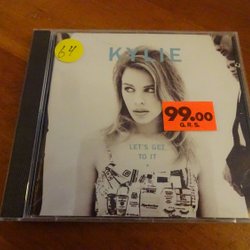 64
KYLIE
99.00
G.R.S.
LET'S GET
TO IT